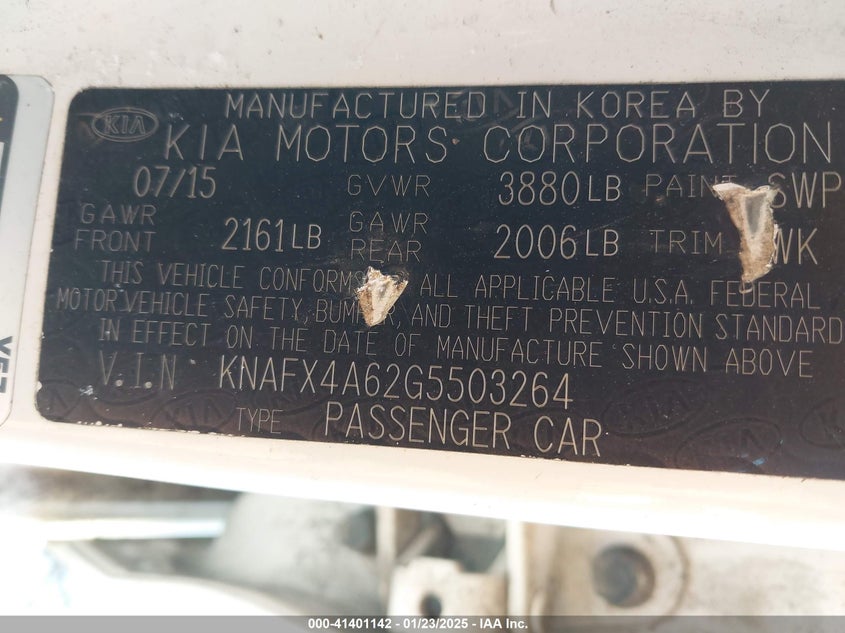 MANUFACTURED IN KOREA BY
KIA KIA MOTORS CORPORATION
07/15 GVWR 3880LB PAINT SWP
GAWR FRONT 2161LB GAWR REAR 2006LB TRIM WK
THIS VEHICLE CONFORMS ALL APPLICABLE U.S.A. FEDERAL
MOTOR VEHICLE SAFETY, BUMPER, AND THEFT PREVENTION STANDARD
IN EFFECT ON THE DATE OF MANUFACTURE SHOWN ABOVE
V.I.N KNAFX4A62G5503264
TYPE PASSENGER CAR
000-41401142 - 01/23/2025 - IAA Inc.